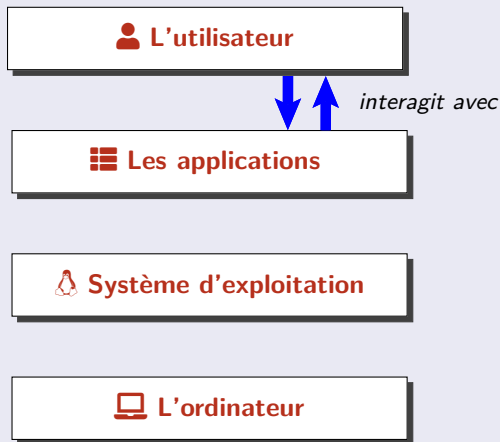 L'utilisateur
interagit avec
Les applications
Système d'exploitation
L'ordinateur